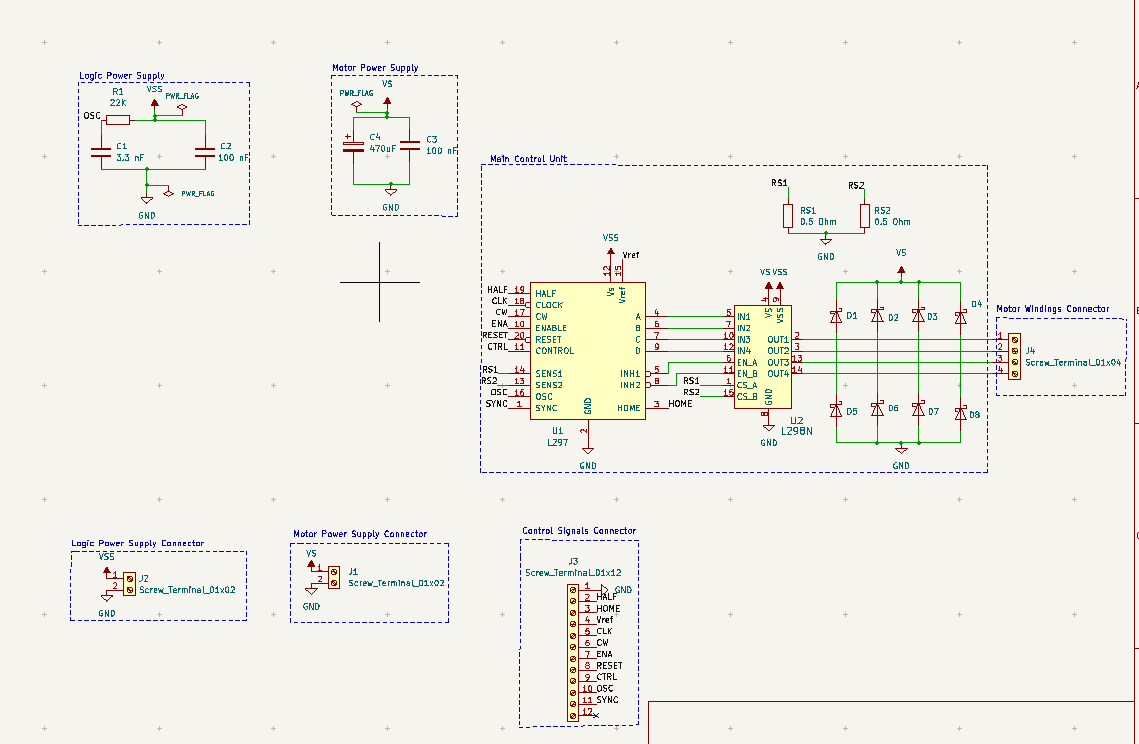 Logic Power Supply
R1
22K
VSS
PWR_FLAG
OSC
C1
3.3 nF
C2
100 nF
PWR_FLAG
GND
Motor Power Supply
PWR_FLAG
VS
C4
470uF
C3
100 nF
GND
Main Control Unit
RS1
RS2
RS1
0.5 Ohm
RS2
0.5 Ohm
GND
VSS
Vref
12
15
Vs
Vref
HALF 19 HALF
CLK 18 CLOCK
CW 17 CW
ENA 10 ENABLE
RESET 20 RESET
CTRL 11 CONTROL
RS1 14 SENS1
RS2 13 SENS2
OSC 16 OSC
SYNC 1 SYNC
A 4
B 6
C 7
D 9
INH1 5
INH2 8
HOME 3 HOME
GND
2
U1
L297
GND
VS
VSS
4
9
VS
VSS
5 IN1
7 IN2
10 IN3
12 IN4
6 EN_A
11 EN_B
RS1 1 CS_A
RS2 15 CS_B
OUT1 2
OUT2 3
OUT3 13
OUT4 14
GND
8
U2
L298N
GND
VS
D1
D2
D3
D4
D5
D6
D7
D8
GND
Motor Windings Connector
1
2
3
4
J4
Screw_Terminal_01x04
Logic Power Supply Connector
VSS
1
2
J2
Screw_Terminal_01x02
GND
Motor Power Supply Connector
VS
1
2
J1
Screw_Terminal_01x02
GND
Control Signals Connector
J3
Screw_Terminal_01x12
1 GND
2 HALF
3 HOME
4 Vref
5 CLK
6 CW
7 ENA
8 RESET
9 CTRL
10 OSC
11 SYNC
12